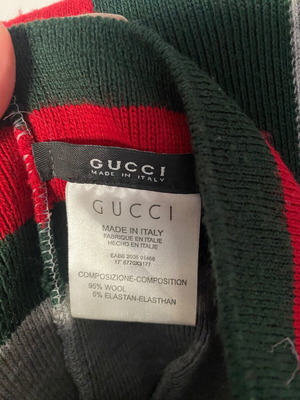 GUCCI
MADE IN ITALY
GUCCI
MADE IN ITALY
FABRIQUE EN ITALIE
HECHO EN ITALIE
COMPOSIZIONE-COMPOSITION
95% WOOL
5% ELASTAN-ELASTHAN